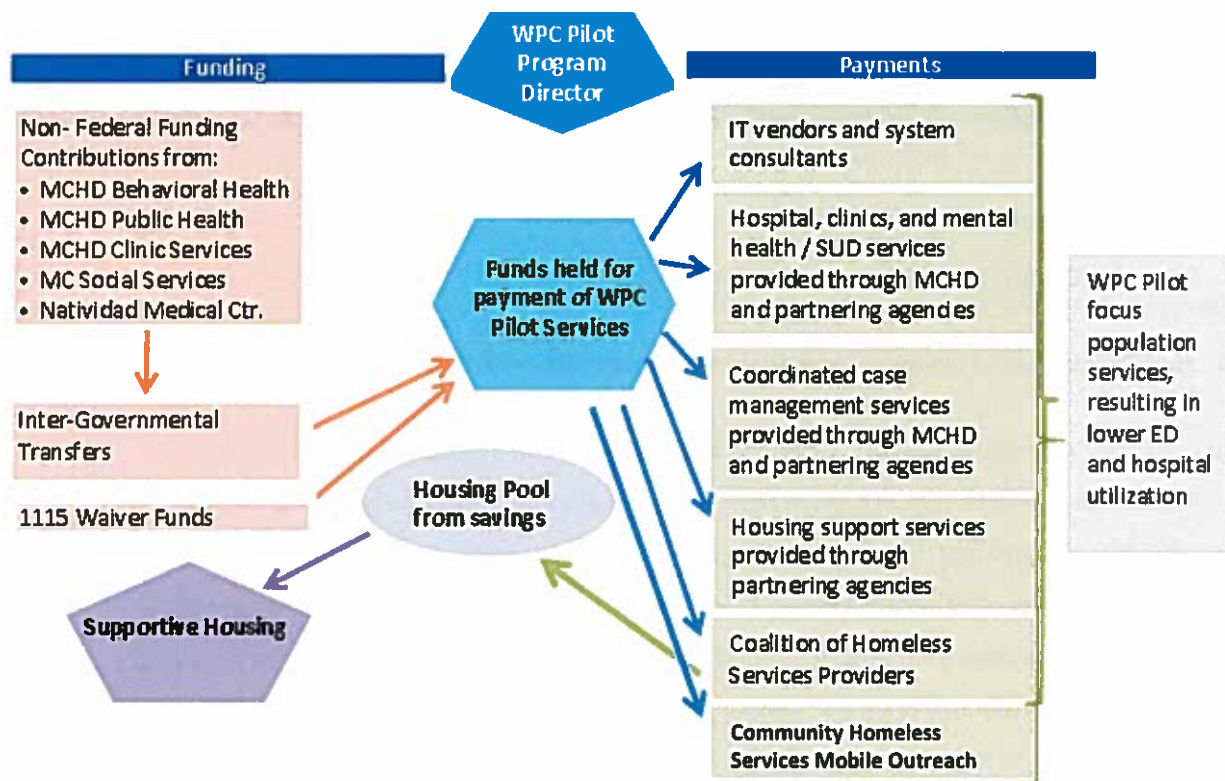 WPC Pilot
Program
Director
Funding
Payments
Non- Federal Funding
Contributions from:
• MCHD Behavioral Health
• MCHD Public Health
• MCHD Clinic Services
• MC Social Services
• Natividad Medical Ctr.
Inter-Governmental
Transfers
1115 Waiver Funds
Supportive Housing
Housing Pool
from savings
Funds held for
payment of WPC
Pilot Services
IT vendors and system
consultants
Hospital, clinics, and mental
health / SUD services
provided through MCHD
and partnering agencies
Coordinated case
management services
provided through MCHD
and partnering agencies
Housing support services
provided through
partnering agencies
Coalition of Homeless
Services Providers
Community Homeless
Services Mobile Outreach
WPC Pilot
focus
population
services,
resulting in
lower ED
and hospital
utilization